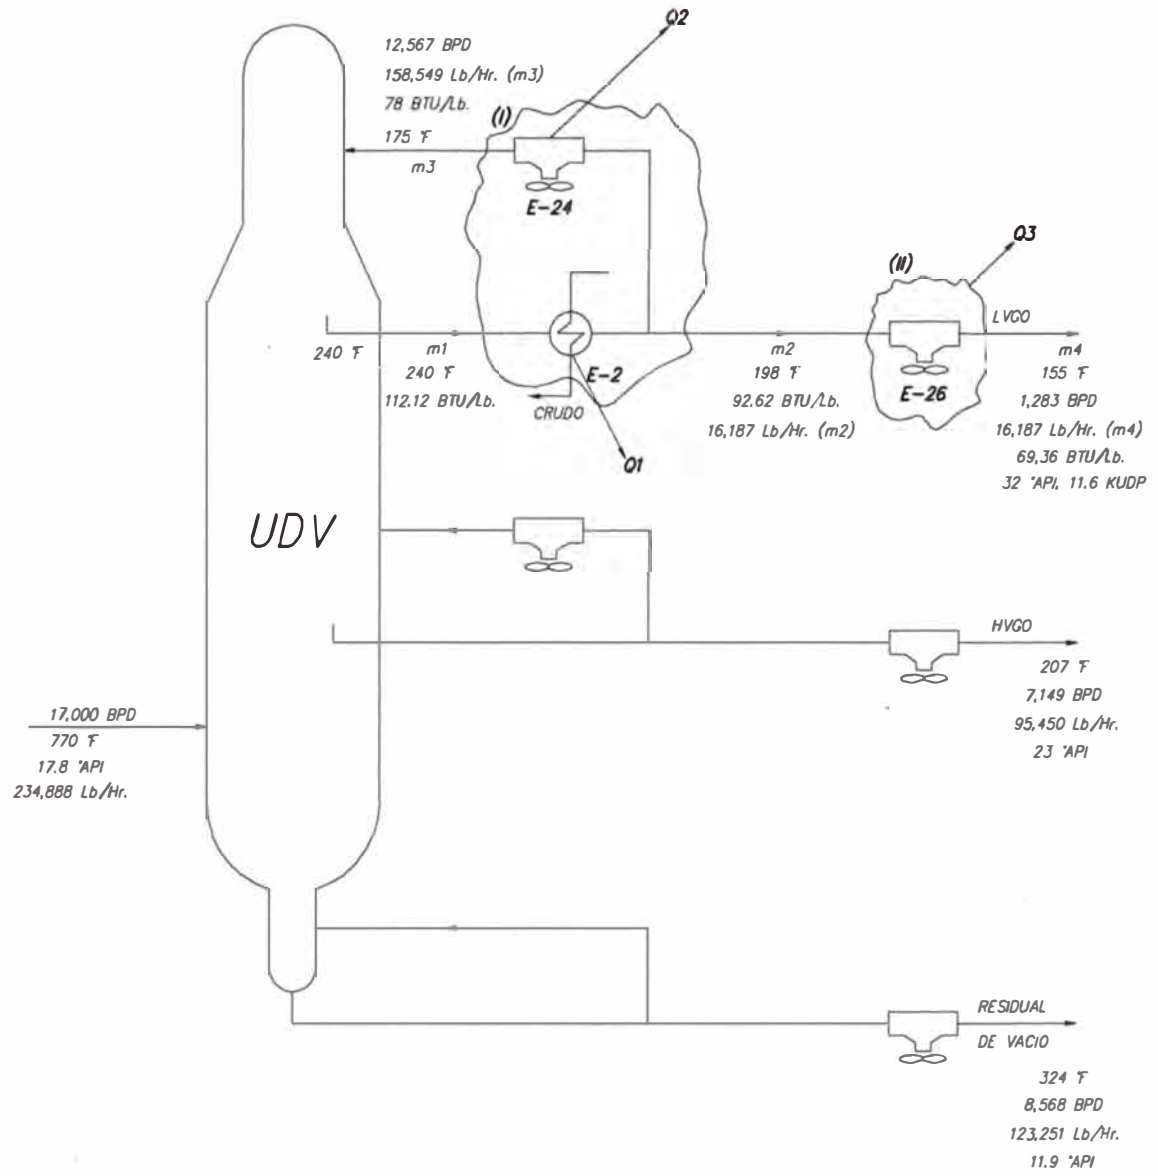 Q2
12,567 BPD
158,549 Lb/Hr. (m3)
78 BTU/Lb.
(I)
175 °F
m3
E-24
Q3
(II)
LVGO
240 °F
m1
240 °F
112.12 BTU/Lb.
E-2
CRUDO
Q1
m2
198 °F
92.62 BTU/Lb.
16,187 Lb/Hr. (m2)
E-26
m4
155 °F
1,283 BPD
16,187 Lb/Hr. (m4)
69,36 BTU/Lb.
32 °API, 11.6 KUDP
UDV
HVGO
207 °F
7,149 BPD
95,450 Lb/Hr.
23 °API
17,000 BPD
770 °F
17.8 °API
234,888 Lb/Hr.
RESIDUAL
DE VACIO
324 °F
8,568 BPD
123,251 Lb/Hr.
11.9 °API